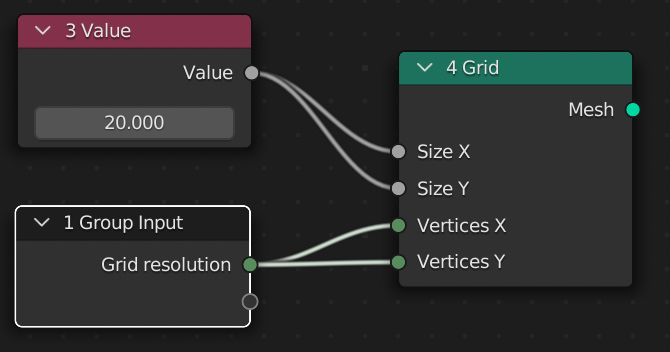 3 Value
Value
20.000
1 Group Input
Grid resolution
4 Grid
Mesh
Size X
Size Y
Vertices X
Vertices Y